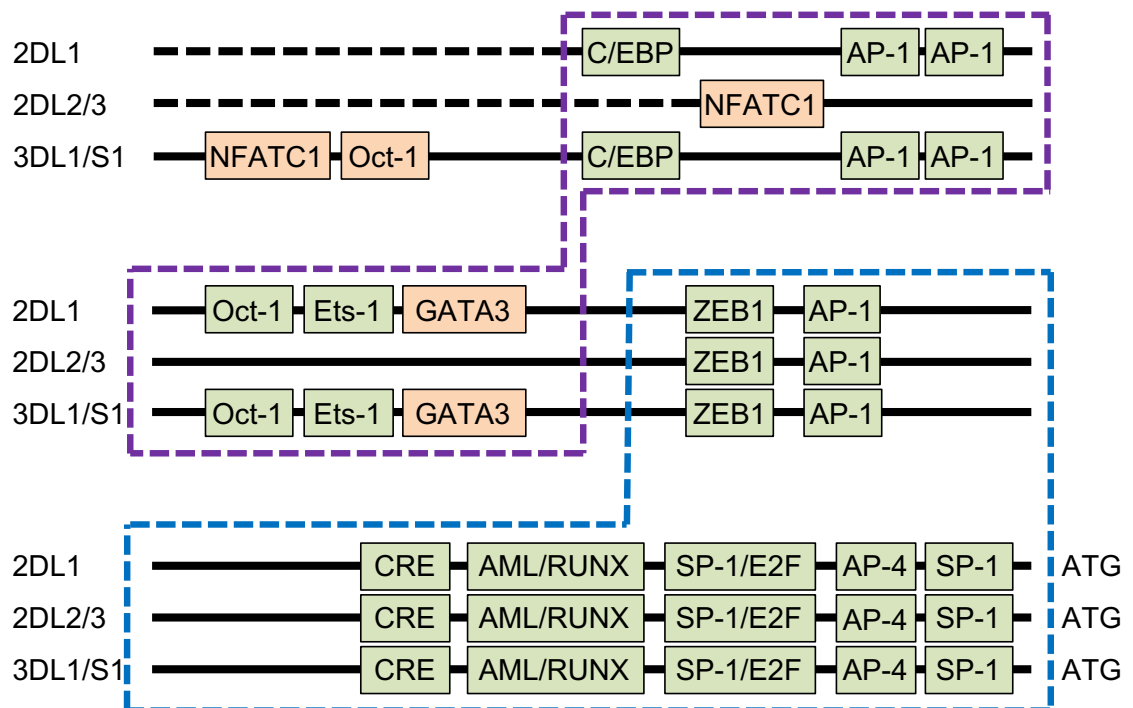 2DL1 C/EBP AP-1 AP-1
2DL2/3 NFATC1
3DL1/S1 NFATC1 Oct-1 C/EBP AP-1 AP-1
2DL1 Oct-1 Ets-1 GATA3 ZEB1 AP-1
2DL2/3 ZEB1 AP-1
3DL1/S1 Oct-1 Ets-1 GATA3 ZEB1 AP-1
2DL1 CRE AML/RUNX SP-1/E2F AP-4 SP-1 ATG
2DL2/3 CRE AML/RUNX SP-1/E2F AP-4 SP-1 ATG
3DL1/S1 CRE AML/RUNX SP-1/E2F AP-4 SP-1 ATG